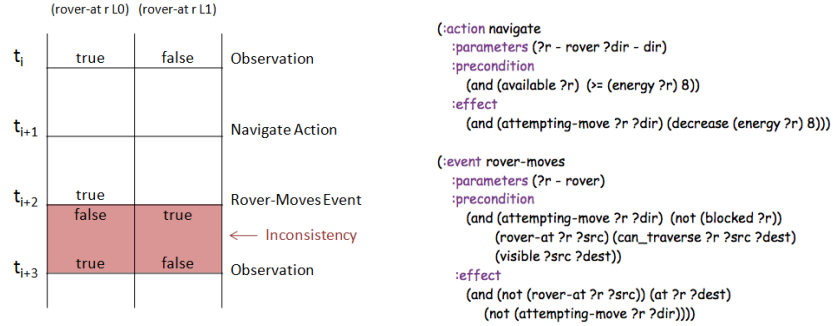 (rover-at r L0) (rover-at r L1)
ti true false Observation
ti+1 Navigate Action
true
ti+2 Rover-Moves Event
false true
Inconsistency
true false
ti+3 Observation
(:action navigate
:parameters (?r - rover ?dir - dir)
:precondition
(and (available ?r) (>= (energy ?r) 8))
:effect
(and (attempting-move ?r ?dir) (decrease (energy ?r) 8)))
(:event rover-moves
:parameters (?r - rover)
:precondition
(and (attempting-move ?r ?dir) (not (blocked ?r))
(rover-at ?r ?src) (can_traverse ?r ?src ?dest)
(visible ?src ?dest))
:effect
(and (not (rover-at ?r ?src)) (at ?r ?dest)
(not (attempting-move ?r ?dir))))